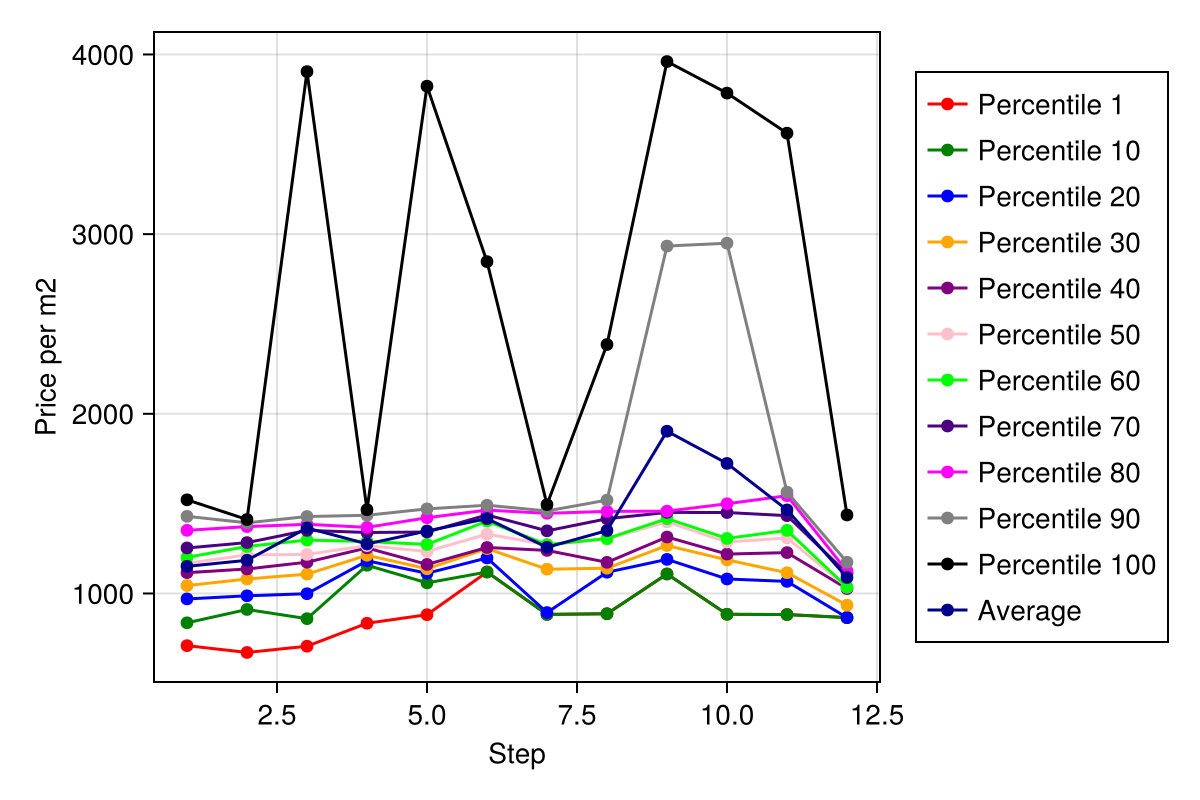 4000
3000
2000
1000
Price per m2
2.5
5.0
7.5
10.0
12.5
Step
Percentile 1
Percentile 10
Percentile 20
Percentile 30
Percentile 40
Percentile 50
Percentile 60
Percentile 70
Percentile 80
Percentile 90
Percentile 100
Average